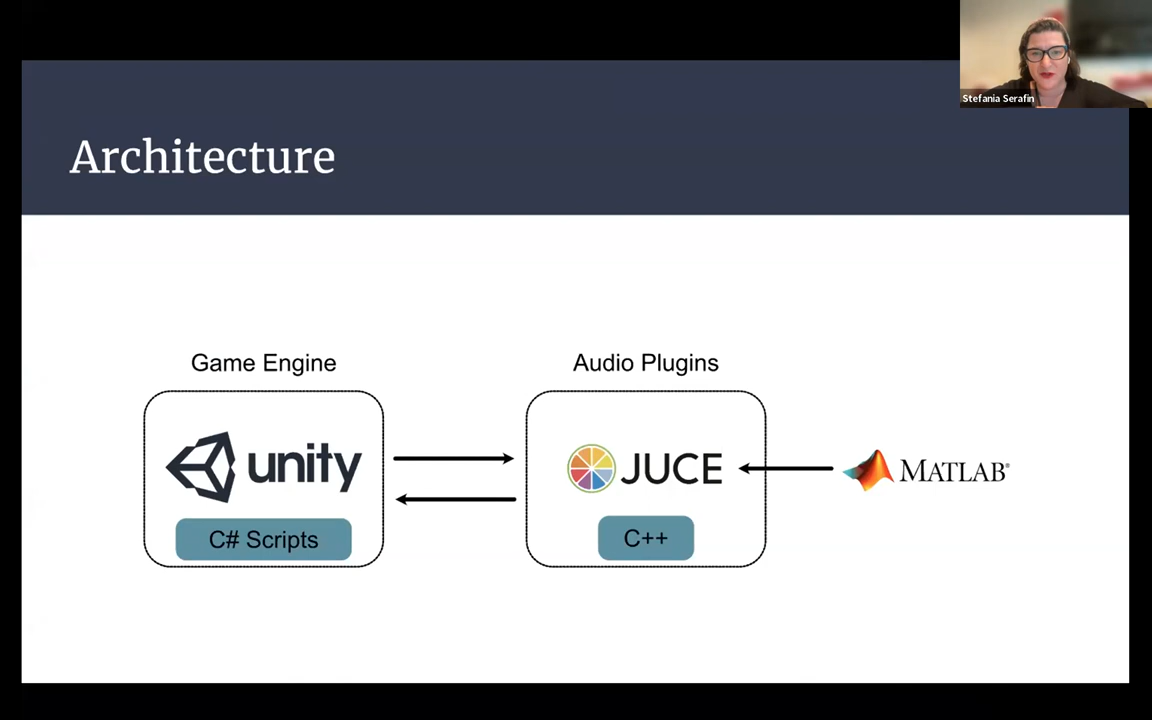 Stefania Serafin
Architecture
Game Engine
Audio Plugins
unity
JUCE
MATLAB®
C# Scripts
C++